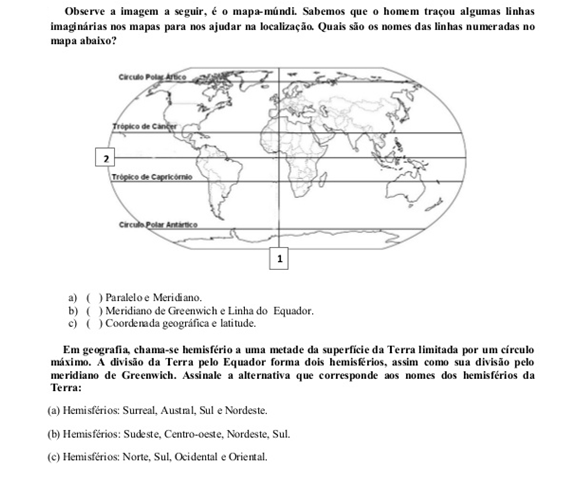 Observe a imagem a seguir, é o mapa-múndi. Sabemos que o homem traçou algumas linhas
imaginárias nos mapas para nos ajudar na localização. Quais são os nomes das linhas numeradas no
mapa abaixo?
Círculo Polar Ártico
Trópico de Câncer
2
Trópico de Capricórnio
Círculo Polar Antártico
1
a) ( ) Paralelo e Meridiano.
b) ( ) Meridiano de Greenwich e Linha do Equador.
c) ( ) Coordenada geográfica e latitude.
Em geografia, chama-se hemisfério a uma metade da superfície da Terra limitada por um círculo
máximo. A divisão da Terra pelo Equador forma dois hemisférios, assim como sua divisão pelo
meridiano de Greenwich. Assinale a alternativa que corresponde aos nomes dos hemisférios da
Terra:
(a) Hemisférios: Surreal, Austral, Sul e Nordeste.
(b) Hemisférios: Sudeste, Centro-oeste, Nordeste, Sul.
(c) Hemisférios: Norte, Sul, Ocidental e Oriental.